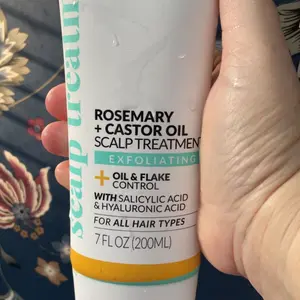 scalp treatm
ROSEMARY
+ CASTOR OIL
SCALP TREATMENT
EXFOLIATING
+ OIL & FLAKE
CONTROL
WITH SALICYLIC ACID
& HYALURONIC ACID
FOR ALL HAIR TYPES
7 FL OZ (200ML)